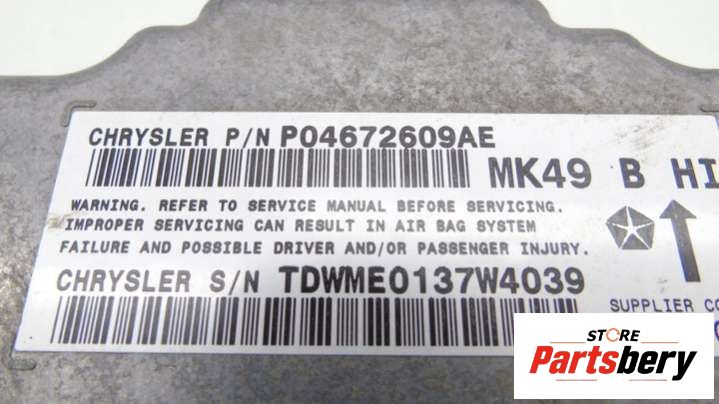 CHRYSLER P/N P04672609AE
MK49 B HI
WARNING. REFER TO SERVICE MANUAL BEFORE SERVICING.
IMPROPER SERVICING CAN RESULT IN AIR BAG SYSTEM
FAILURE AND POSSIBLE DRIVER AND/OR PASSENGER INJURY.
CHRYSLER S/N TDWME0137W4039
SUPPLIER CO
STORE
Partsbery